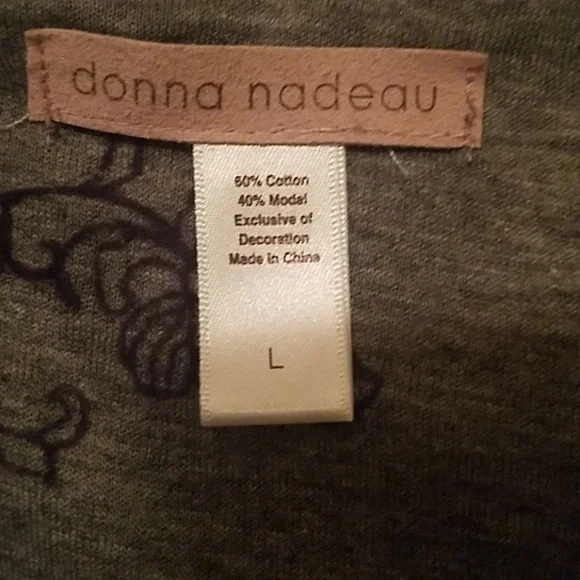 donna nadeau
60% Cotton
40% Modal
Exclusive of
Decoration
Made in China
L